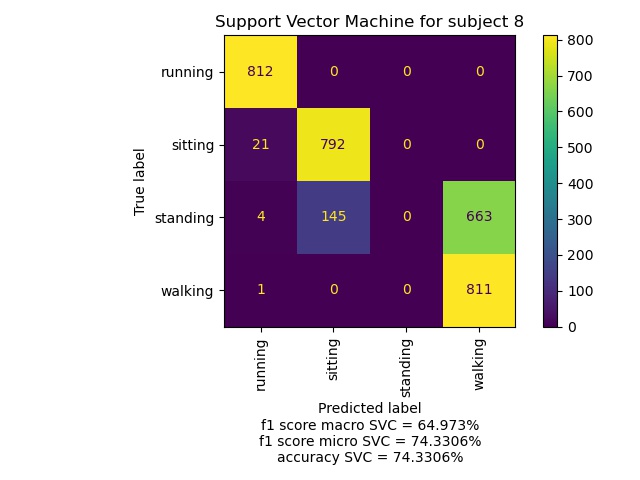 Support Vector Machine for subject 8
running 812 0 0 0
sitting 21 792 0 0
standing 4 145 0 663
walking 1 0 0 811
True label
running
sitting
standing
walking
Predicted label
f1 score macro SVC = 64.973%
f1 score micro SVC = 74.3306%
accuracy SVC = 74.3306%
800
700
600
500
400
300
200
100
0